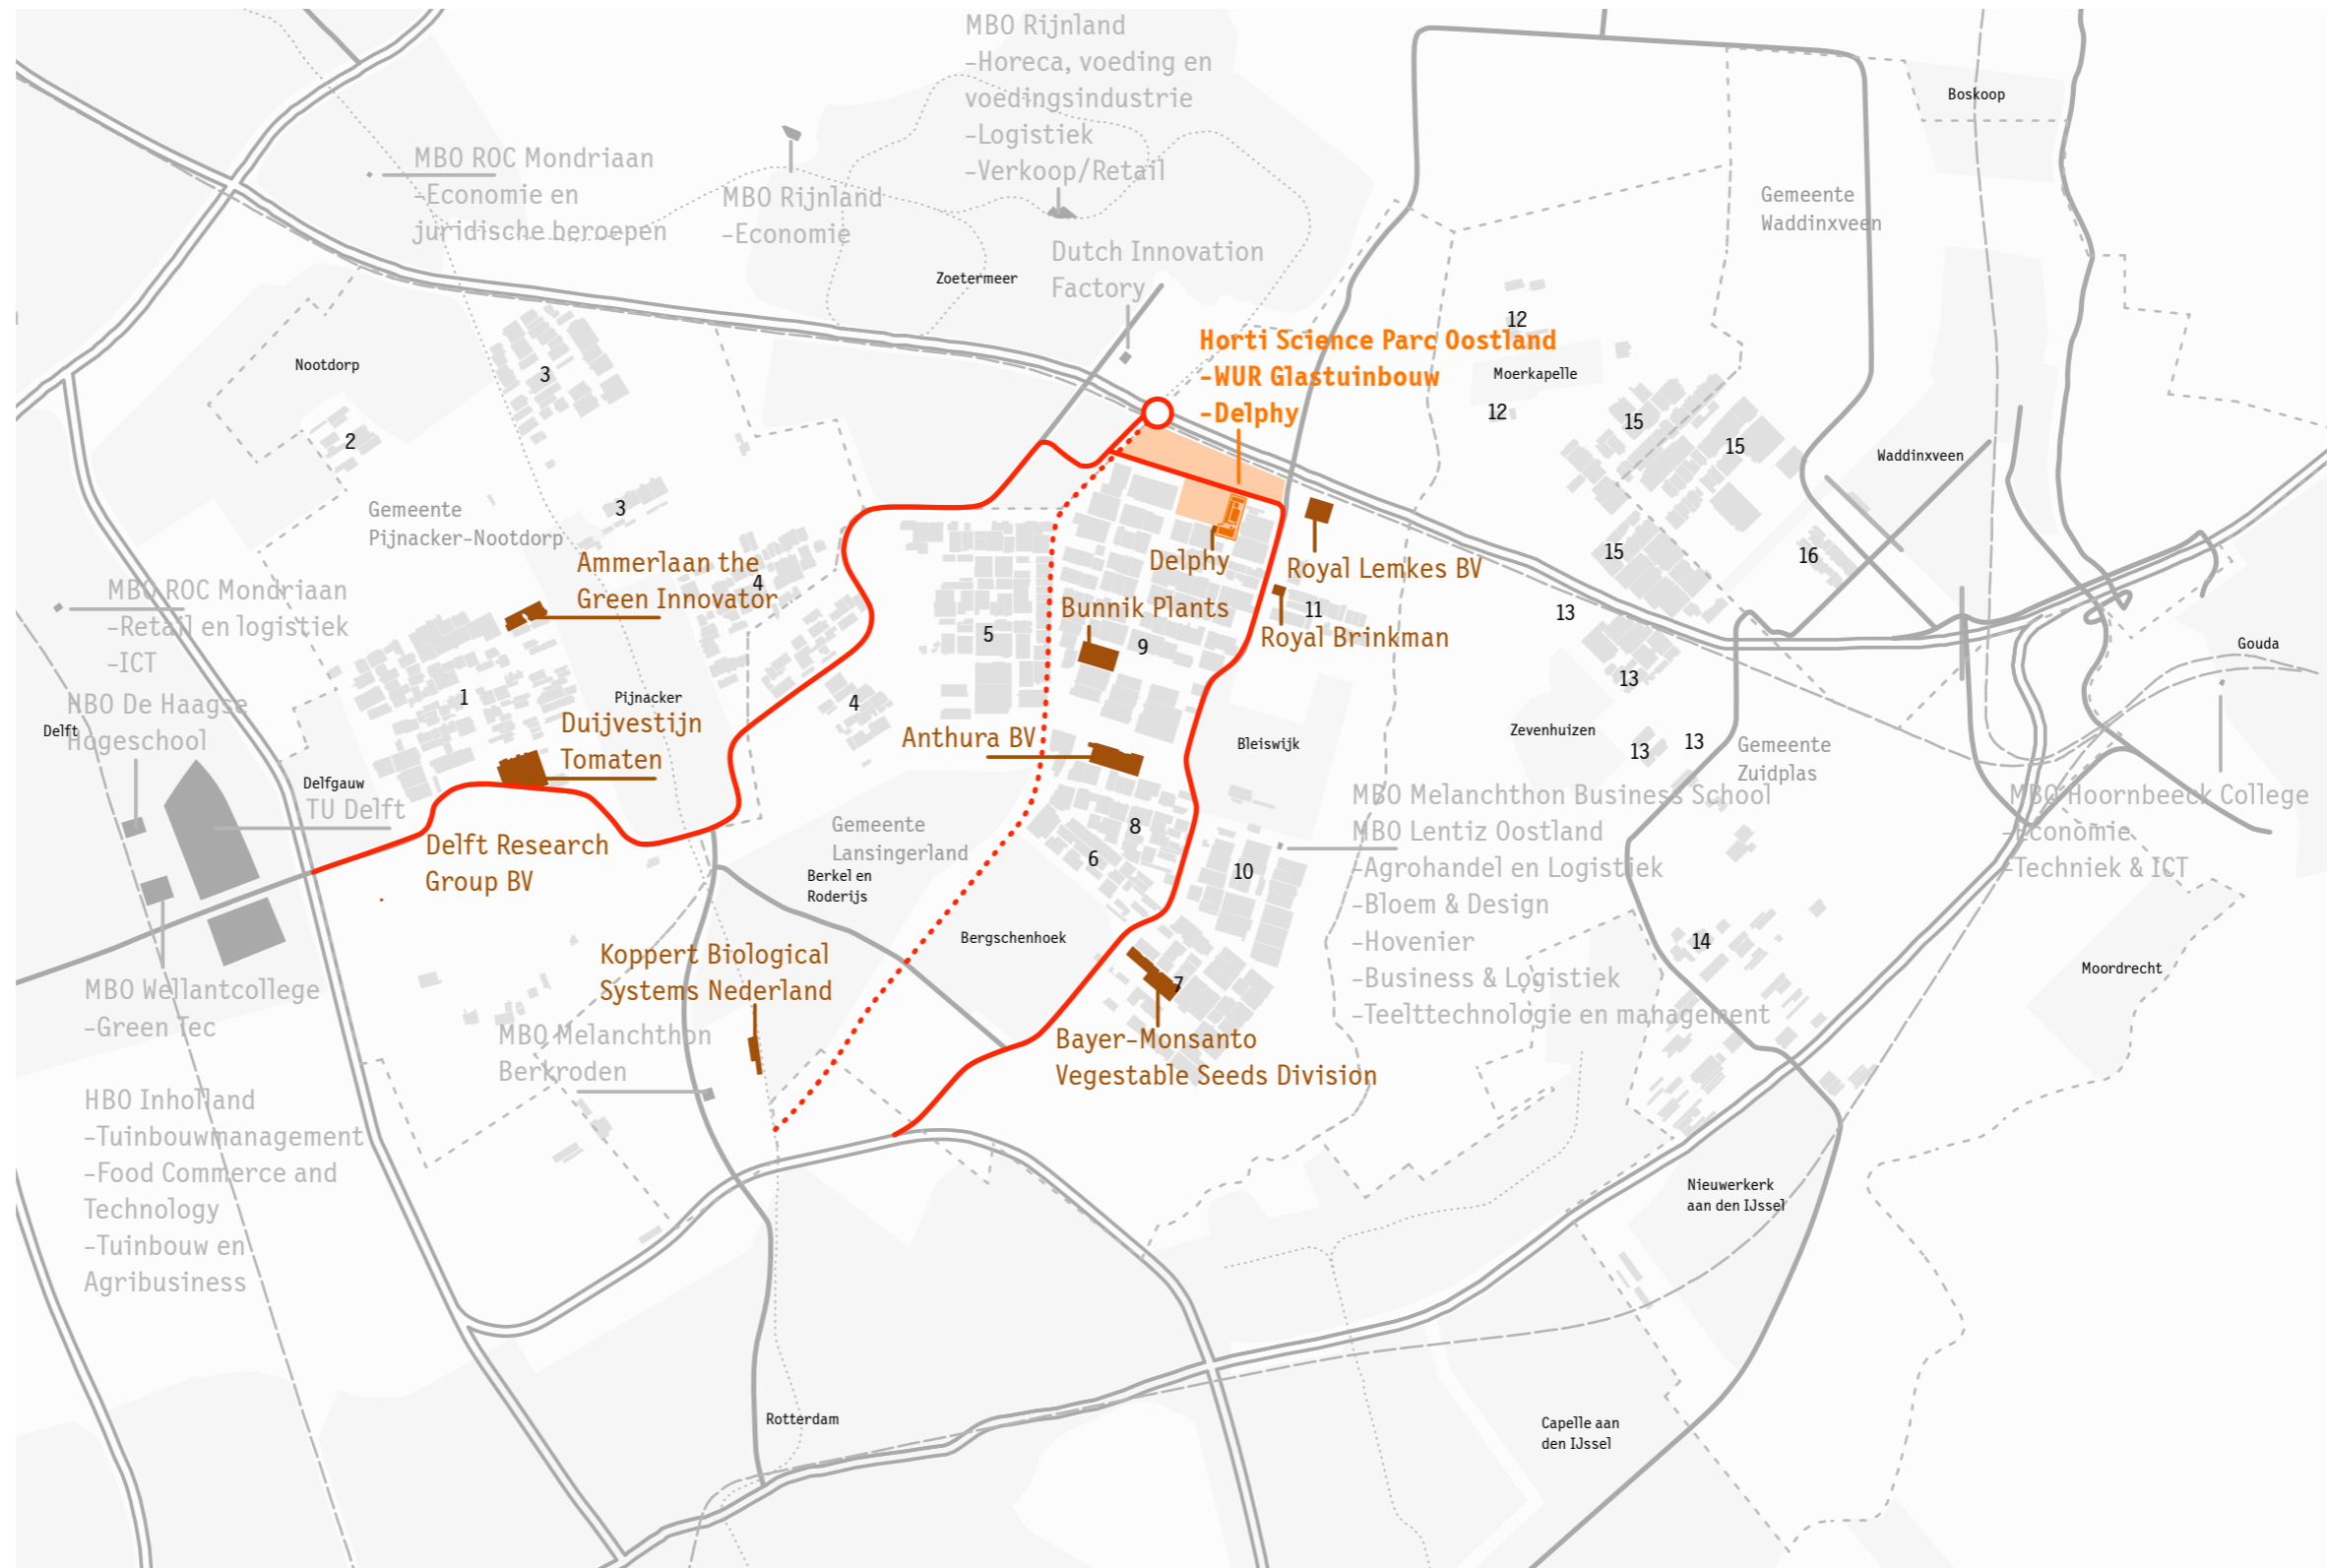 MBO Rijnland
-Horeca, voeding en
voedingsindustrie
-Logistiek
-Verkoop/Retail
MBO ROC Mondriaan
-Economie en
juridische beroepen
MBO Rijnland
-Economie
Dutch Innovation
Factory
Zoetermeer
Boskoop
Gemeente
Waddinxveen
Horti Science Parc Oostland
-WUR Glastuinbouw
-Delphy
12
Moerkapelle
12
Nootdorp
2
3
3
Gemeente
Pijnacker-Nootdorp
15
15
15
Waddinxveen
16
Ammerlaan the
Green Innovator
4
4
5
Delphy
Royal Lemkes BV
Bunnik Plants
9
11
Royal Brinkman
13
13
13
13
Gouda
MBO ROC Mondriaan
-Retail en logistiek
-ICT
HBO De Haagse
Hogeschool
Delft
1
Pijnacker
Duijvestijn
Tomaten
Anthura BV
Bleiswijk
Zevenhuizen
Gemeente
Zuidplas
Delfgauw
TU Delft
Delft Research
Group BV
Gemeente
Lansingerland
Berkel en
Roderijs
8
6
10
MBO Melanchthon Business School
MBO Lentiz Oostland
-Agrohandel en Logistiek
-Bloem & Design
-Hovenier
-Business & Logistiek
-Teelttechnologie en management
MBO Hoornbeeck College
-Economie
-Techniek & ICT
14
Moordrecht
Bergschenhoek
7
Koppert Biological
Systems Nederland
MBO Wellantcollege
-Green Tec
MBO Melanchthon
Berkroden
Bayer-Monsanto
Vegestable Seeds Division
HBO Inholland
-Tuinbouwmanagement
-Food Commerce and
Technology
-Tuinbouw en
Agribusiness
Nieuwerkerk
aan den IJssel
Rotterdam
Capelle aan
den IJssel